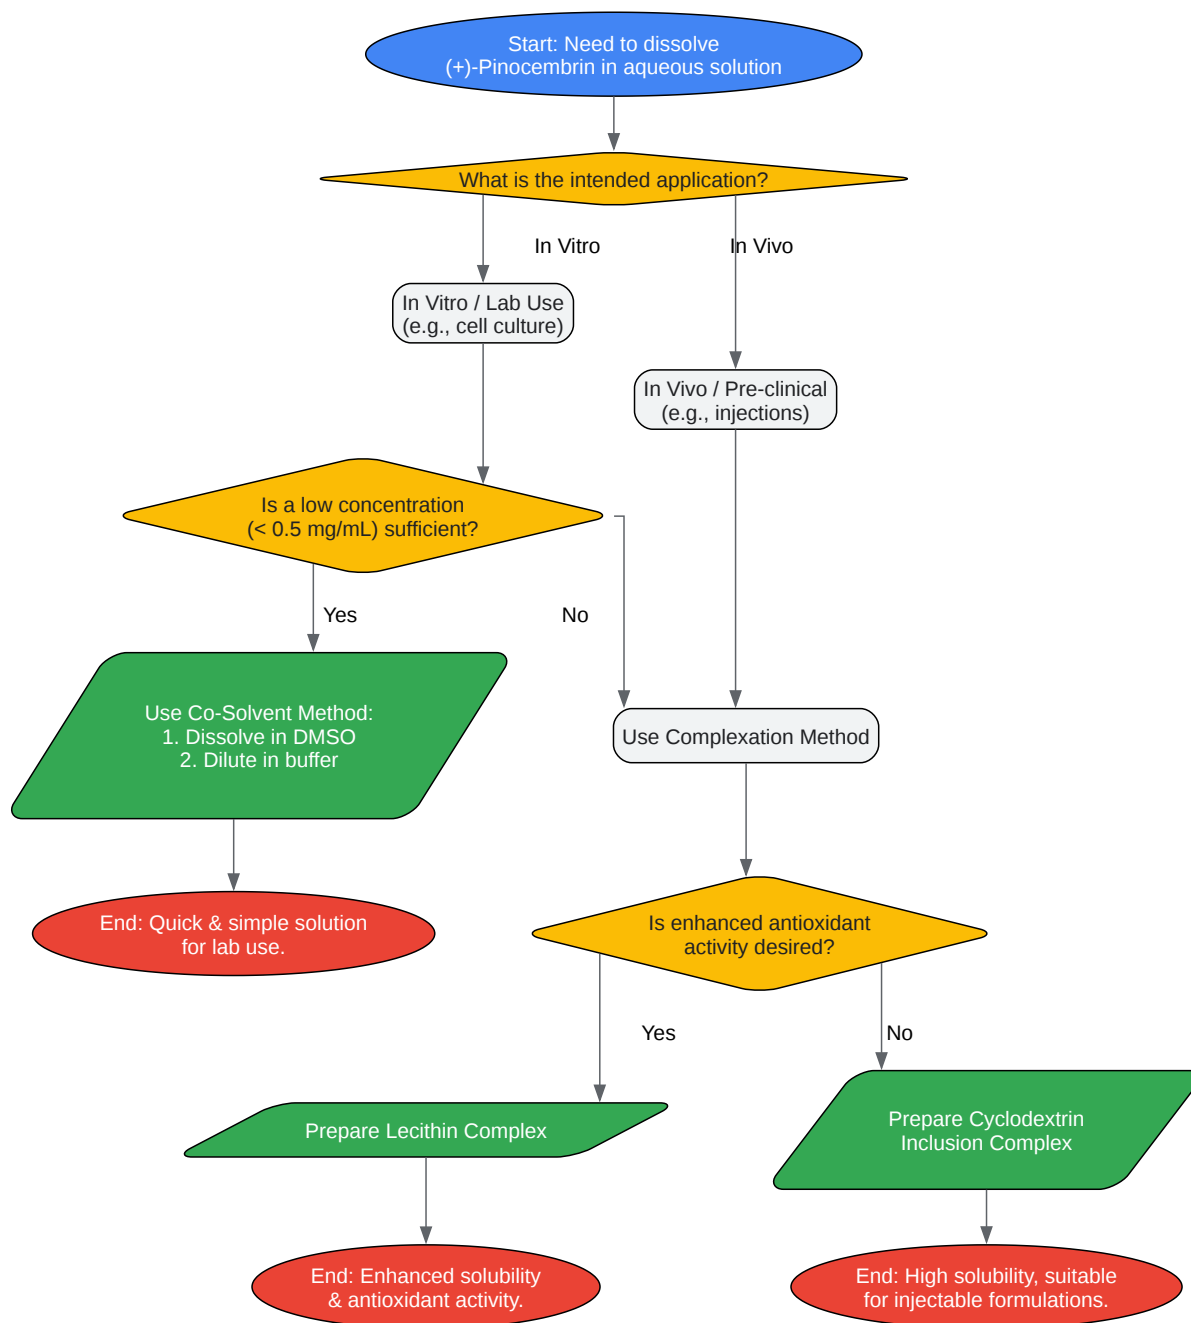 Start: Need to dissolve
(+)-Pinocembrin in aqueous solution
What is the intended application?
In Vitro
In Vivo
In Vitro / Lab Use
(e.g., cell culture)
In Vivo / Pre-clinical
(e.g., injections)
Is a low concentration
(< 0.5 mg/mL) sufficient?
Yes
No
Use Co-Solvent Method:
1. Dissolve in DMSO
2. Dilute in buffer
Use Complexation Method
End: Quick & simple solution
for lab use.
Is enhanced antioxidant
activity desired?
Yes
No
Prepare Lecithin Complex
Prepare Cyclodextrin
Inclusion Complex
End: Enhanced solubility
& antioxidant activity.
End: High solubility, suitable
for injectable formulations.